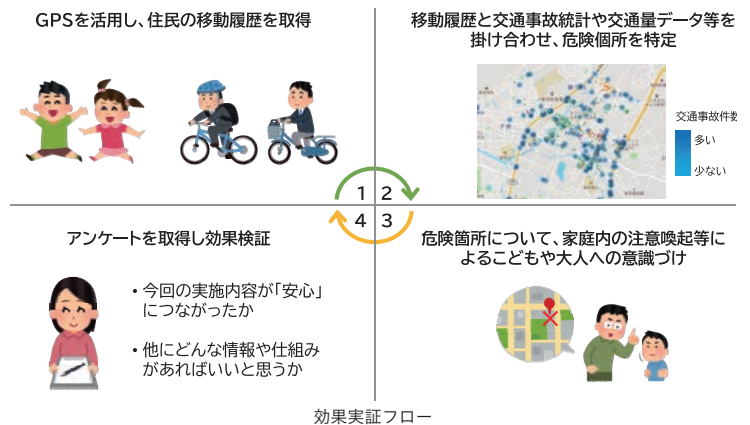 GPSを活用し、住民の移動履歴を取得
移動履歴と交通事故統計や交通量データ等を
掛け合わせ、危険個所を特定
交通事故件数
多い
少ない
1 2
4 3
アンケートを取得し効果検証
・今回の実施内容が「安心」
につながったか
・他にどんな情報や仕組み
があればいいと思うか
危険箇所について、家庭内の注意喚起等に
よるこどもや大人への意識づけ
効果実証フロー